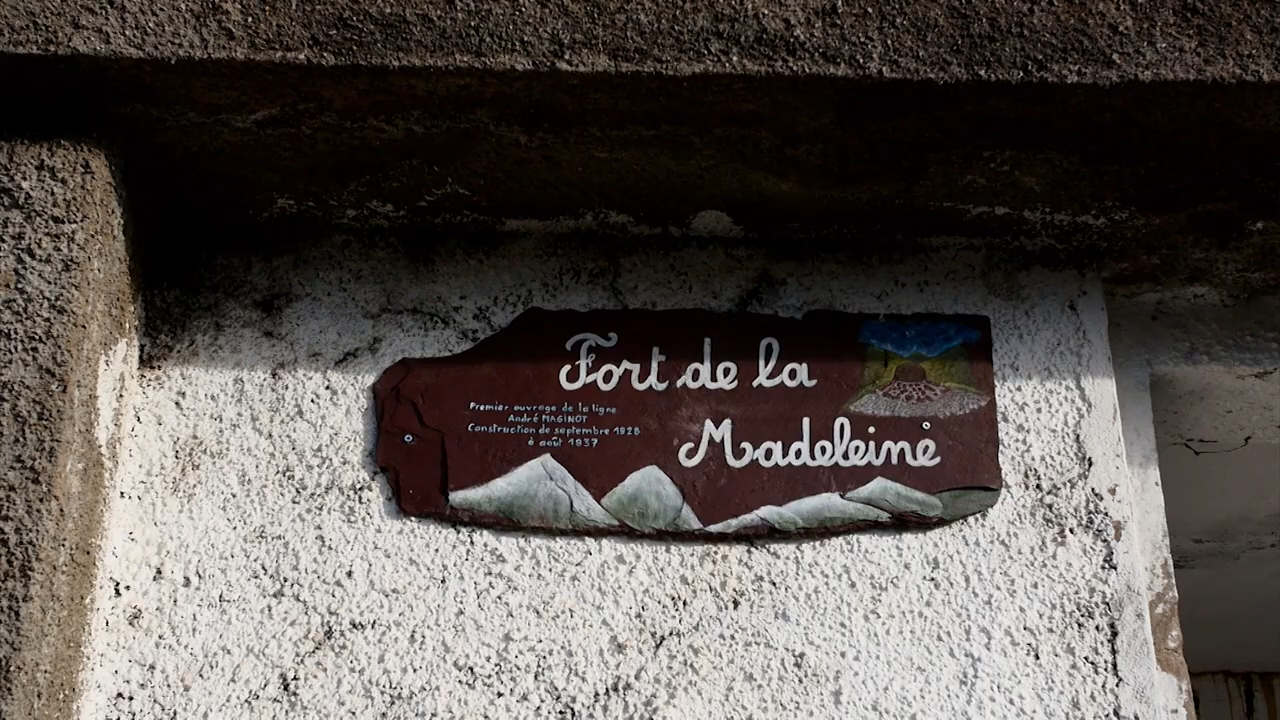 Fort de la
Madeleine
Premier ouvrage de la ligne
André MAGINOT
Construction de septembre 1928
à août 1937